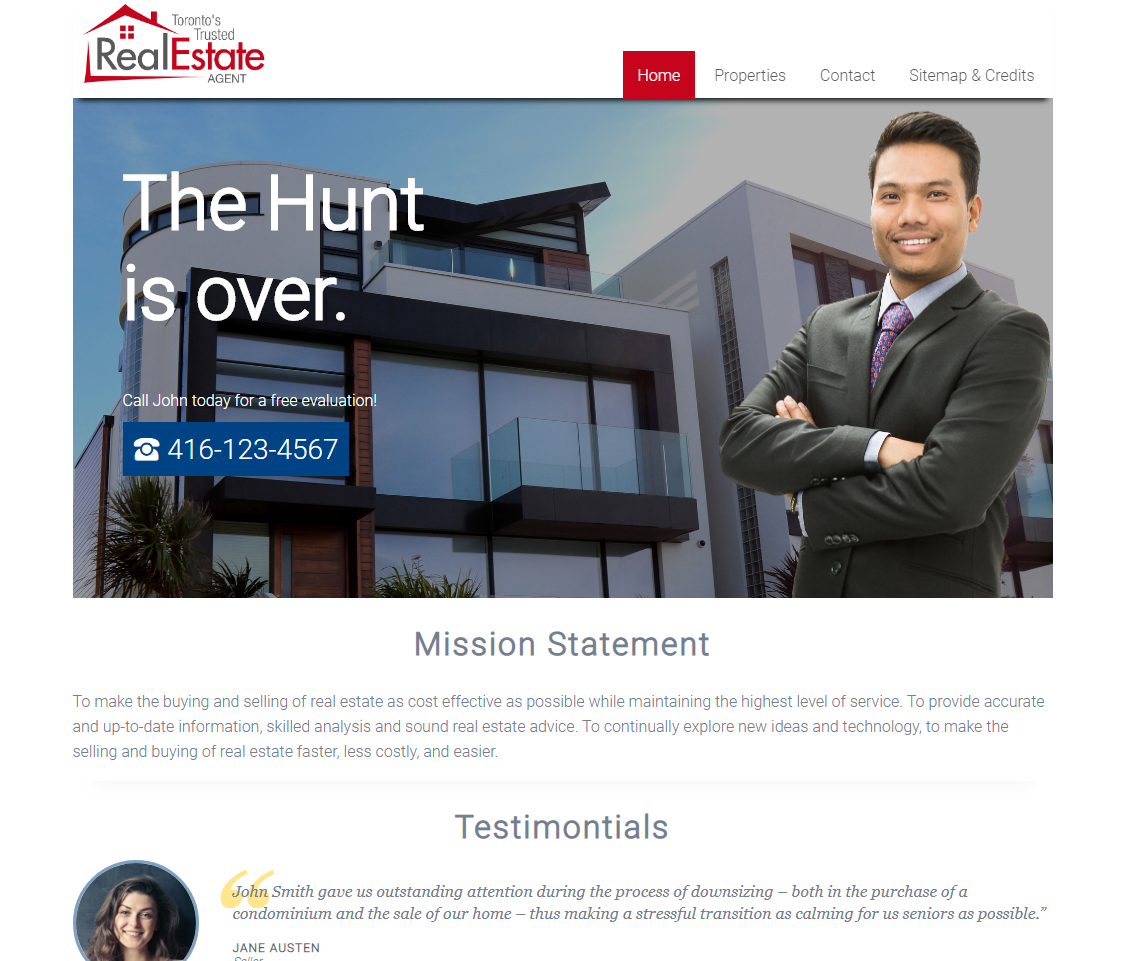 Toronto's
Trusted
RealEstate
AGENT
Home Properties Contact Sitemap & Credits
The Hunt
is over.
Call John today for a free evaluation!
416-123-4567
Mission Statement
To make the buying and selling of real estate as cost effective as possible while maintaining the highest level of service. To provide accurate
and up-to-date information, skilled analysis and sound real estate advice. To continually explore new ideas and technology, to make the
selling and buying of real estate faster, less costly, and easier.
Testimontials
“John Smith gave us outstanding attention during the process of downsizing – both in the purchase of a
condominium and the sale of our home – thus making a stressful transition as calming for us seniors as possible.”
JANE AUSTEN
Seller